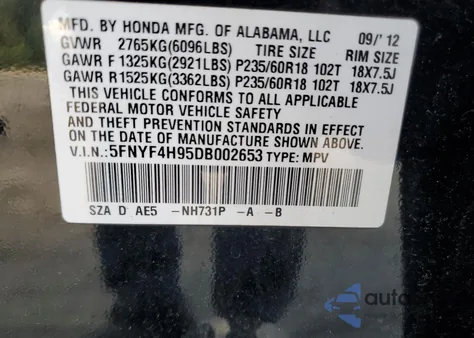 MFD. BY HONDA MFG. OF ALABAMA, LLC 09/'12
GVWR 2765KG(6096LBS) TIRE SIZE RIM SIZE
GAWR F 1325KG(2921LBS) P235/60R18 102T 18X7.5J
GAWR R1525KG(3362LBS) P235/60R18 102T 18X7.5J
THIS VEHICLE CONFORMS TO ALL APPLICABLE
FEDERAL MOTOR VEHICLE SAFETY
AND THEFT PREVENTION STANDARDS IN EFFECT
ON THE DATE OF MANUFACTURE SHOWN ABOVE.
V.I.N.:5FNYF4H95DB002653 TYPE: MPV
SZA D AE5 -NH731P -A -B